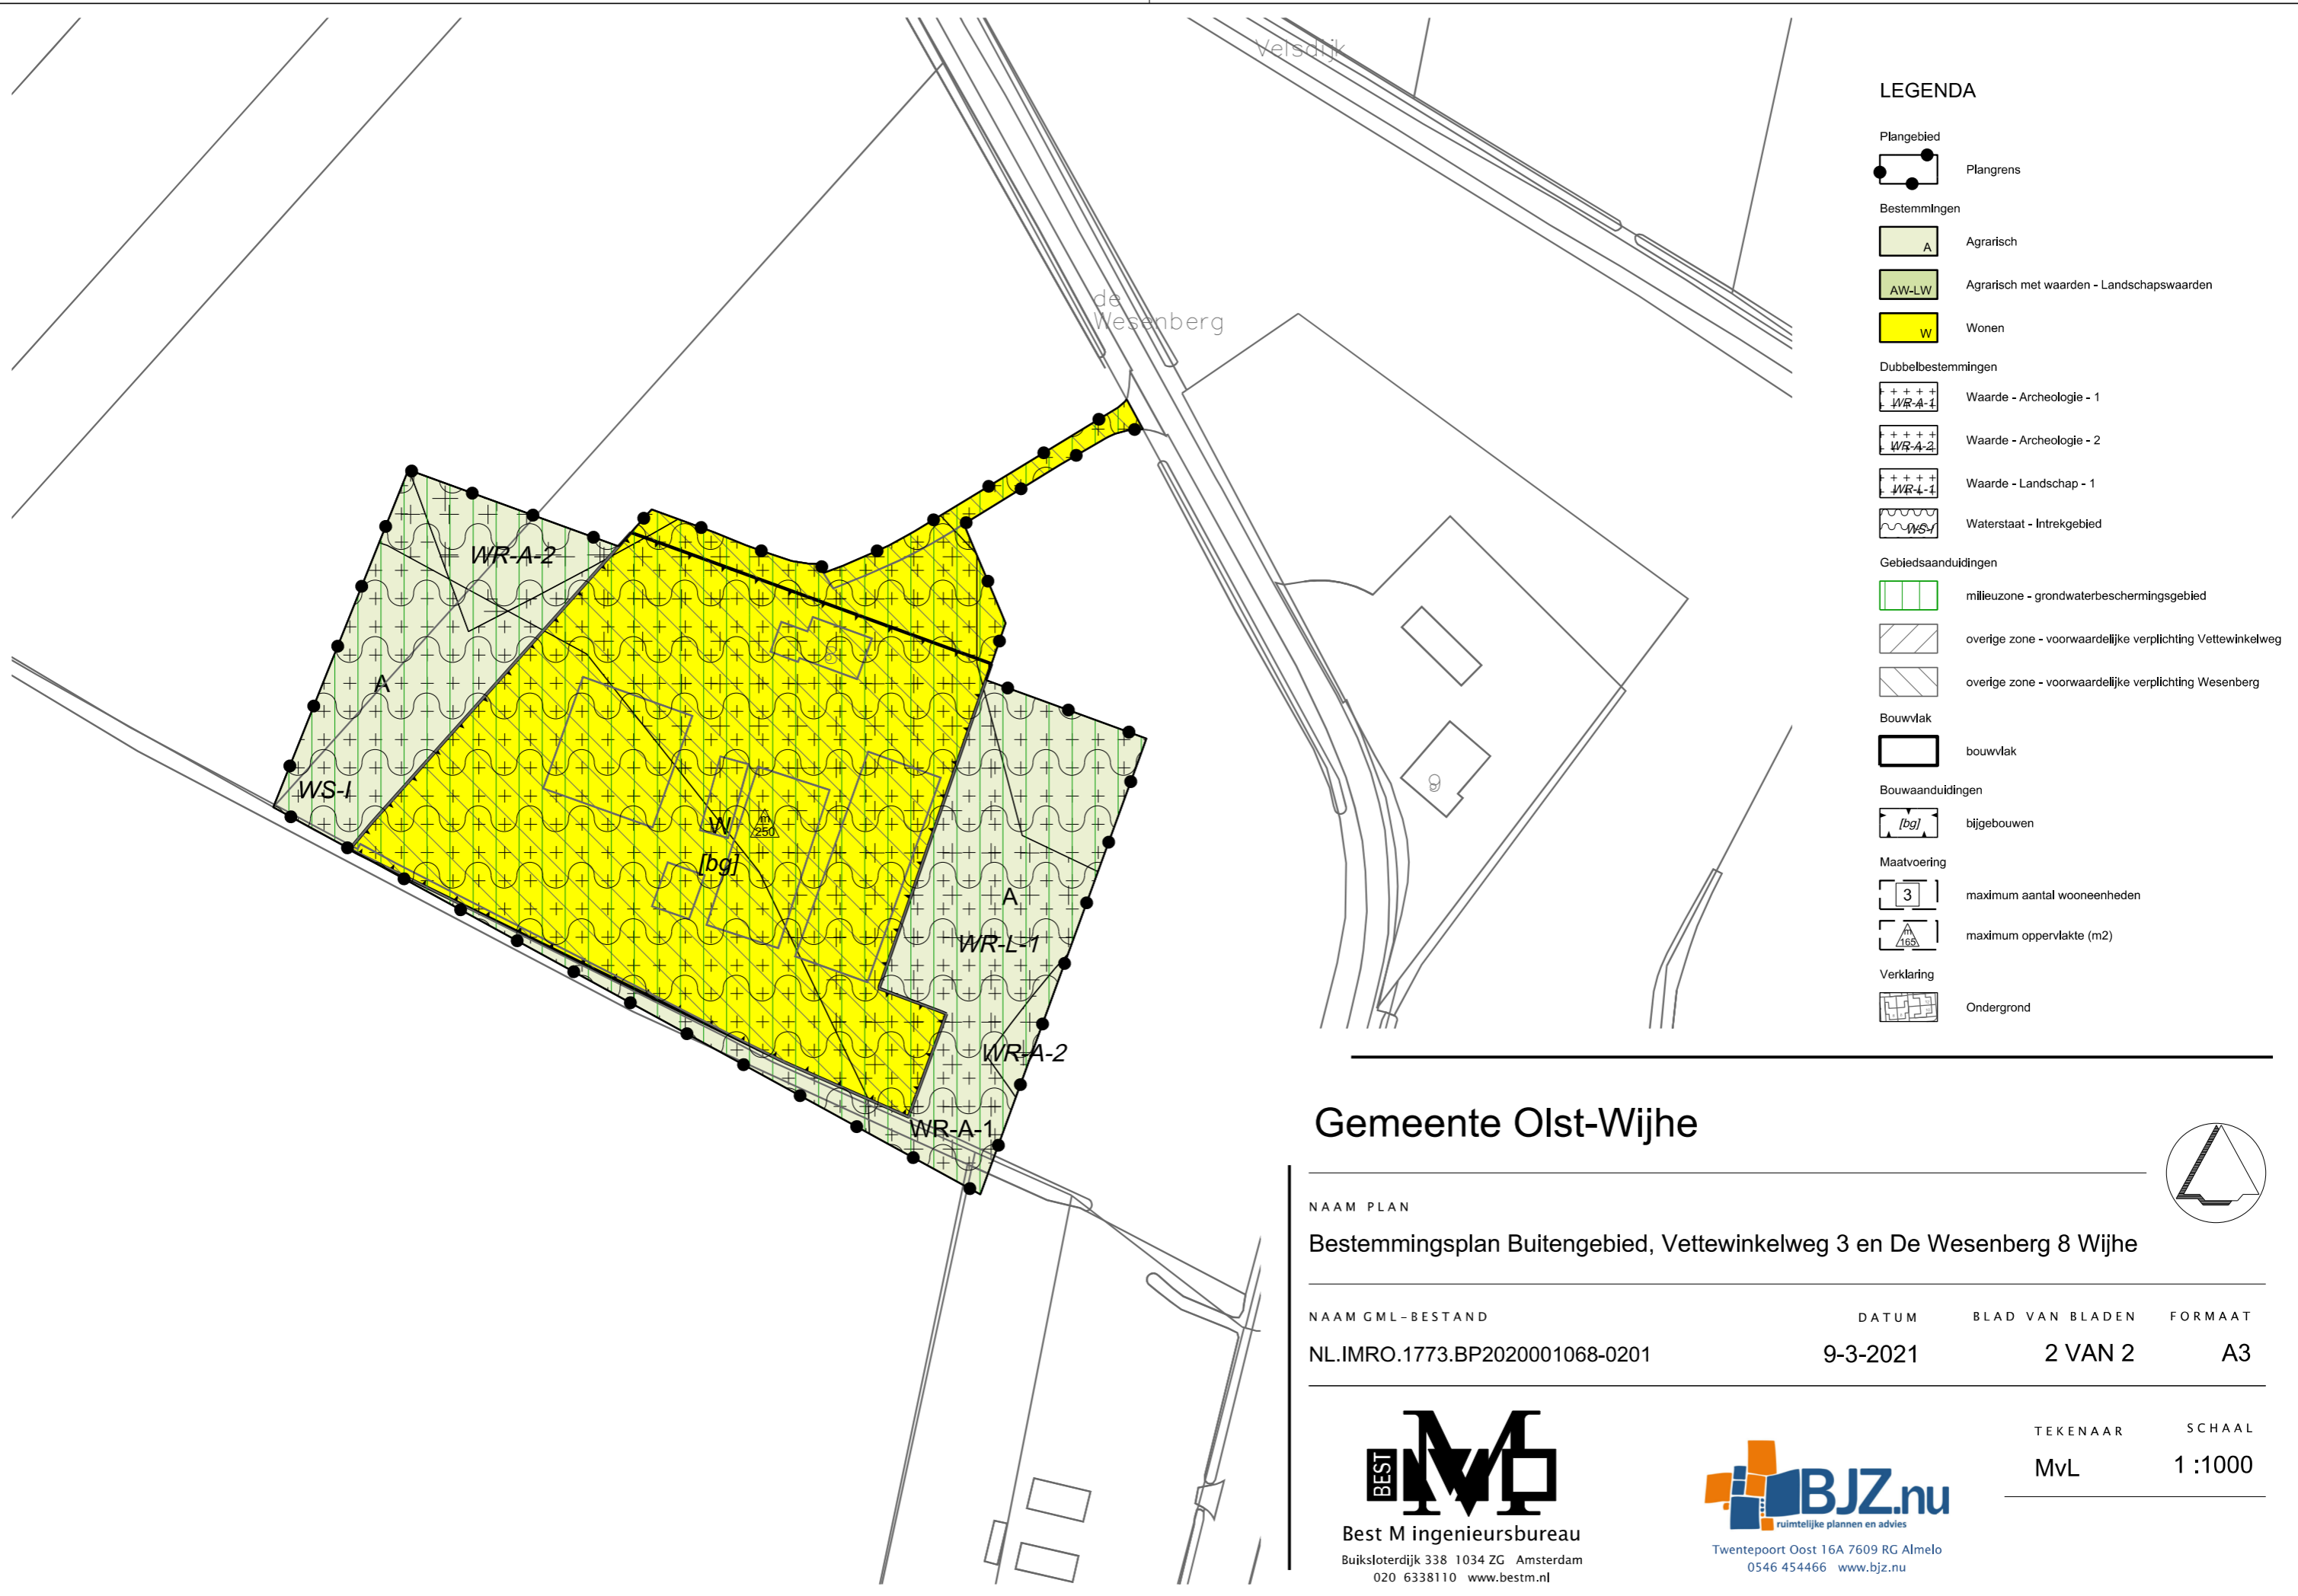 Velsdijk
de
Wesenberg
WR-A-2
A
WS-I
8
W
m
250
[bg]
A
WR-L-1
WR-A-2
WR-A-1
9
LEGENDA
Plangebied
Plangrens
Bestemmingen
A
Agrarisch
AW-LW
Agrarisch met waarden - Landschapswaarden
W
Wonen
Dubbelbestemmingen
WR-A-1
Waarde - Archeologie - 1
WR-A-2
Waarde - Archeologie - 2
WR-L-1
Waarde - Landschap - 1
WS-I
Waterstaat - Intrekgebied
Gebiedsaanduidingen
milieuzone - grondwaterbeschermingsgebied
overige zone - voorwaardelijke verplichting Vettewinkelweg
overige zone - voorwaardelijke verplichting Wesenberg
Bouwvlak
bouwvlak
Bouwaanduidingen
[bg]
bijgebouwen
Maatvoering
3
maximum aantal wooneenheden
m
165
maximum oppervlakte (m2)
Verklaring
Ondergrond
Gemeente Olst-Wijhe
NAAM PLAN
Bestemmingsplan Buitengebied, Vettewinkelweg 3 en De Wesenberg 8 Wijhe
NAAM GML-BESTAND DATUM BLAD VAN BLADEN FORMAAT
NL.IMRO.1773.BP2020001068-0201 9-3-2021 2 VAN 2 A3
TEKENAAR SCHAAL
MvL 1 :1000
BEST M
Best M ingenieursbureau
Buiksloterdijk 338 1034 ZG Amsterdam
020 6338110 www.bestm.nl
BJZ.nu
ruimtelijke plannen en advies
Twentepoort Oost 16A 7609 RG Almelo
0546 454466 www.bjz.nu